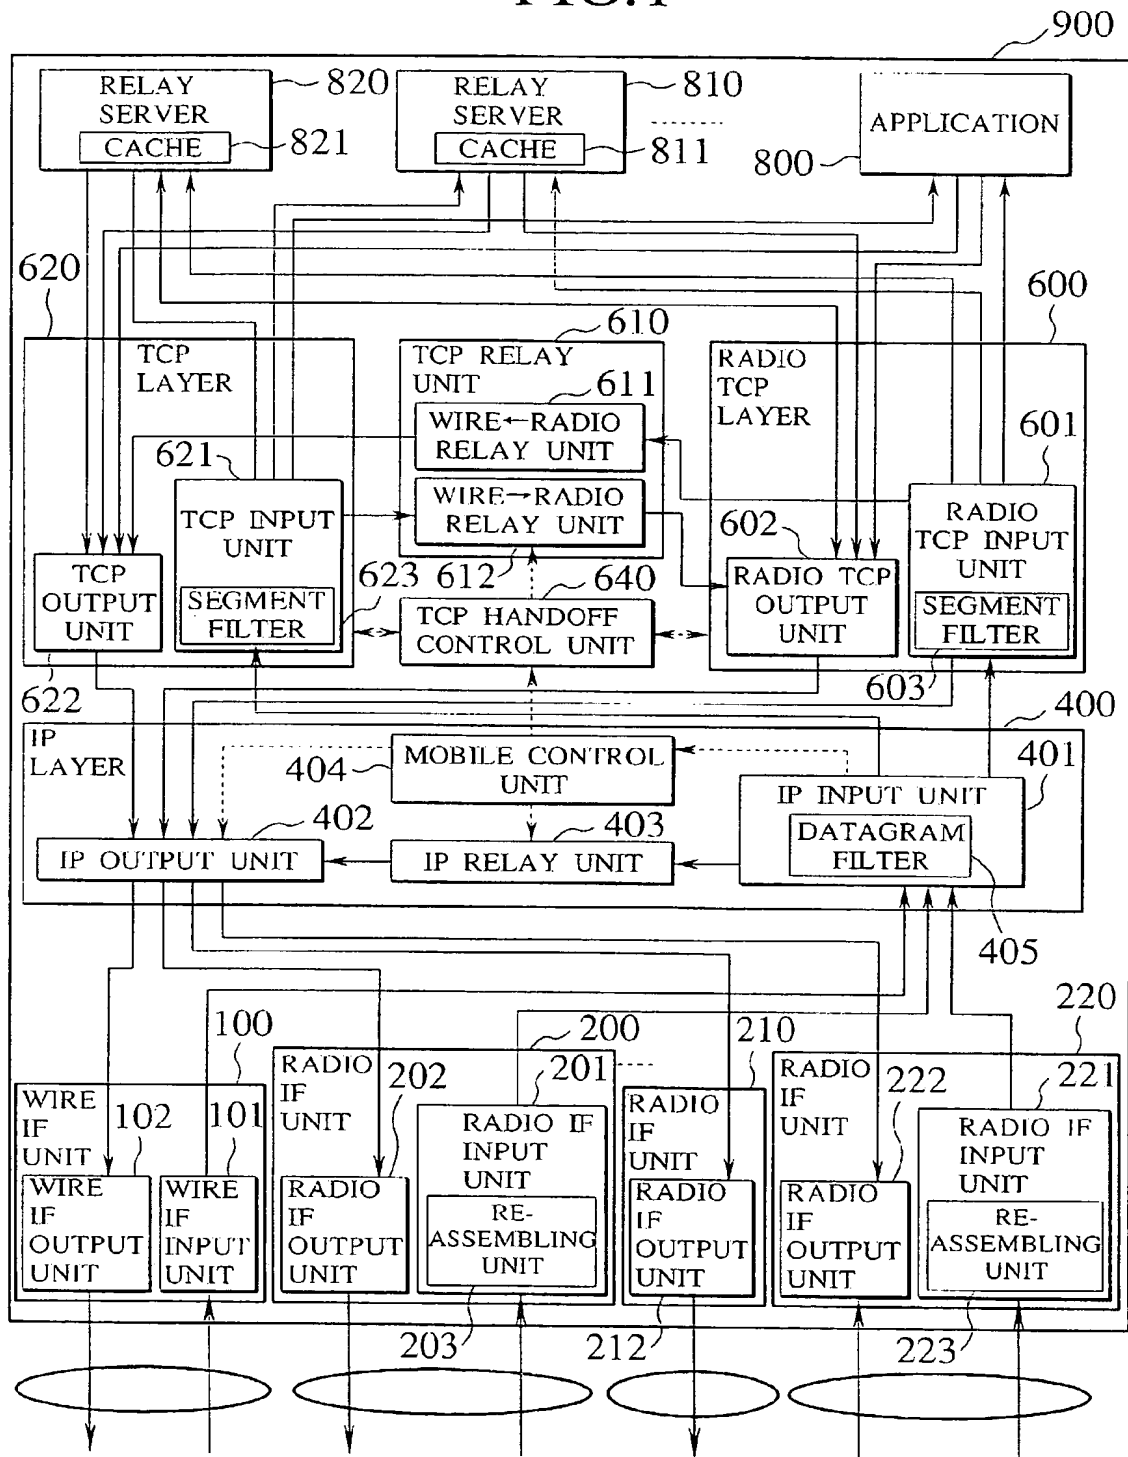 FIG.1
900
RELAY
SERVER
CACHE
820
821
RELAY
SERVER
CACHE
810
811
APPLICATION
800
620
TCP
LAYER
610
TCP RELAY
UNIT
611
WIRE←RADIO
RELAY UNIT
WIRE→RADIO
RELAY UNIT
612
600
RADIO
TCP
LAYER
601
RADIO
TCP INPUT
UNIT
SEGMENT
FILTER
603
602
RADIO TCP
OUTPUT
UNIT
621
TCP INPUT
UNIT
SEGMENT
FILTER
623
TCP
OUTPUT
UNIT
622
640
TCP HANDOFF
CONTROL UNIT
400
IP
LAYER
404
MOBILE CONTROL
UNIT
401
IP INPUT UNIT
DATAGRAM
FILTER
405
402
IP OUTPUT UNIT
403
IP RELAY UNIT
100
WIRE
IF
UNIT
102
101
WIRE
IF
OUTPUT
UNIT
WIRE
IF
INPUT
UNIT
200
RADIO
IF
UNIT
202
RADIO
IF
OUTPUT
UNIT
201
RADIO IF
INPUT
UNIT
RE-
ASSEMBLING
UNIT
203
210
RADIO
IF
UNIT
RADIO
IF
OUTPUT
UNIT
212
220
RADIO
IF
UNIT
222
RADIO
IF
OUTPUT
UNIT
221
RADIO IF
INPUT
UNIT
RE-
ASSEMBLING
UNIT
223